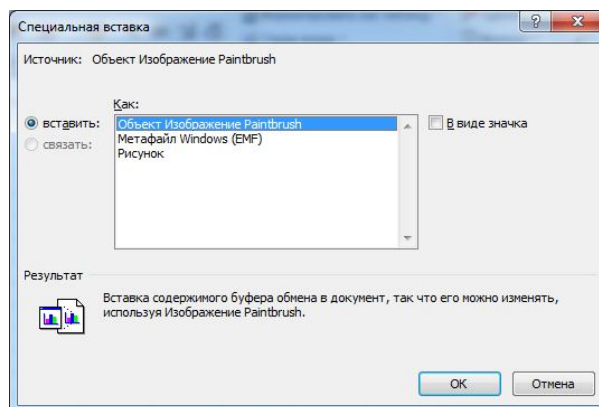 Специальная вставка
Источник: Объект Изображение Paintbrush
Как:
вставить:
Объект Изображение Paintbrush
В виде значка
связать:
Метафайл Windows (EMF)
Рисунок
Результат
Вставка содержимого буфера обмена в документ, так что его можно изменять,
используя Изображение Paintbrush.
ОК
Отмена